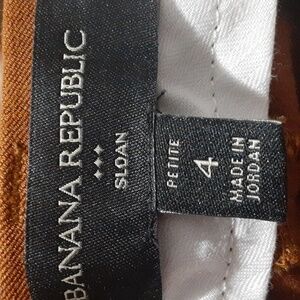 BANANA REPUBLIC
SLOAN
PETITE
4
MADE IN
JORDAN